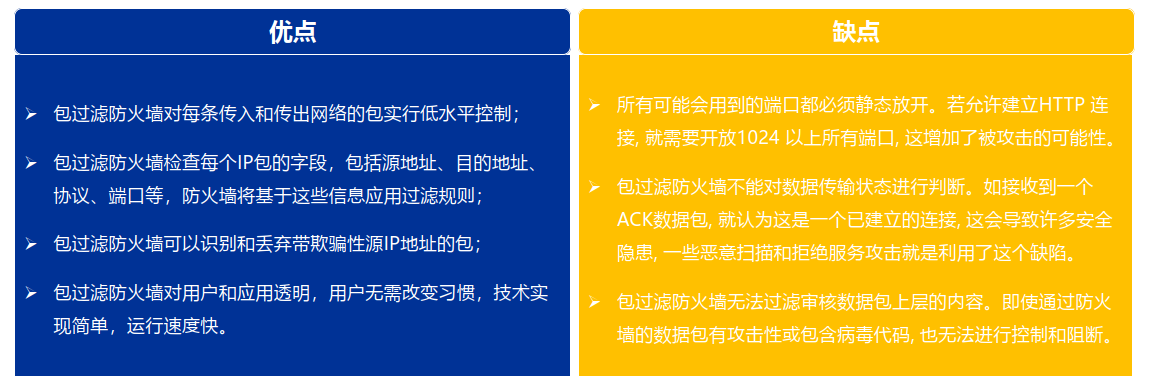 优点
包过滤防火墙对每条传入和传出网络的包实行低水平控制；
包过滤防火墙检查每个IP包的字段，包括源地址、目的地址、
协议、端口等，防火墙将基于这些信息应用过滤规则；
包过滤防火墙可以识别和丢弃带欺骗性源IP地址的包；
包过滤防火墙对用户和应用透明，用户无需改变习惯，技术实
现简单，运行速度快。
缺点
所有可能会用到的端口都必须静态放开。若允许建立HTTP 连
接, 就需要开放1024 以上所有端口, 这增加了被攻击的可能性。
包过滤防火墙不能对数据传输状态进行判断。如接收到一个
ACK数据包, 就认为这是一个已建立的连接, 这会导致许多安全
隐患, 一些恶意扫描和拒绝服务攻击就是利用了这个缺陷。
包过滤防火墙无法过滤审核数据包上层的内容。即使通过防火
墙的数据包有攻击性或包含病毒代码, 也无法进行控制和阻断。